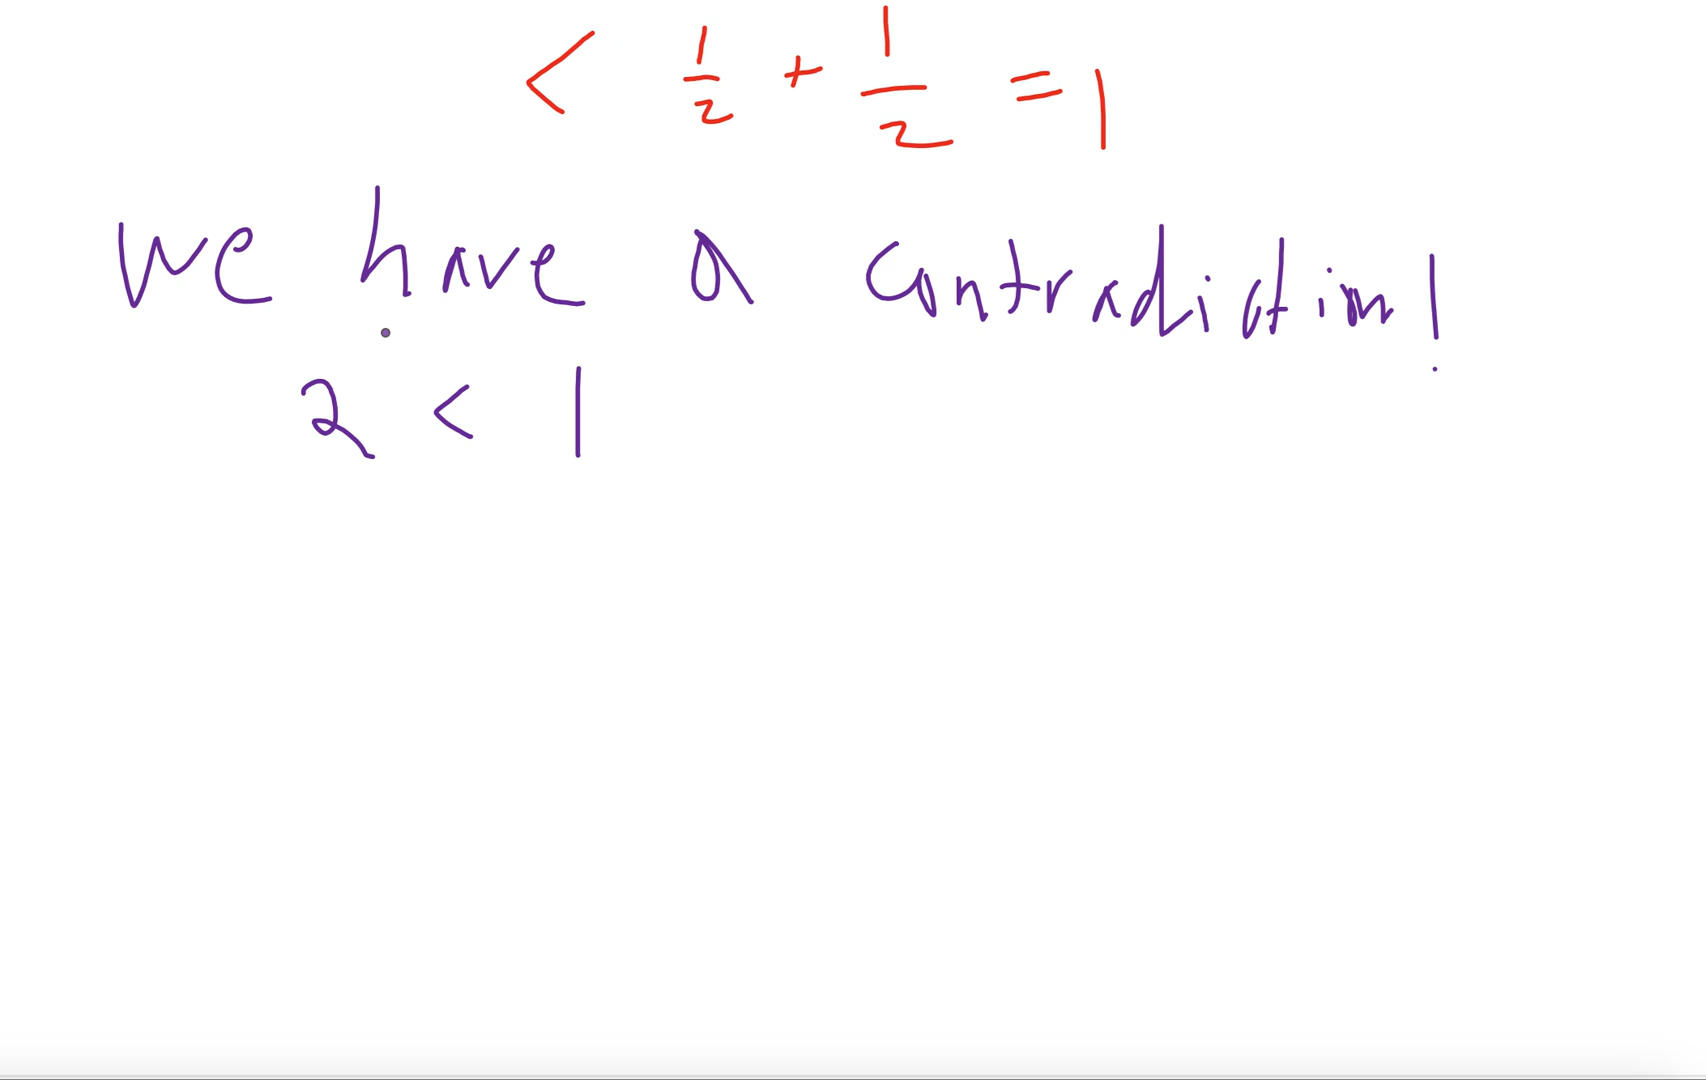 < 1/2 + 1/2 = 1
we have a contradiction!
2 < 1